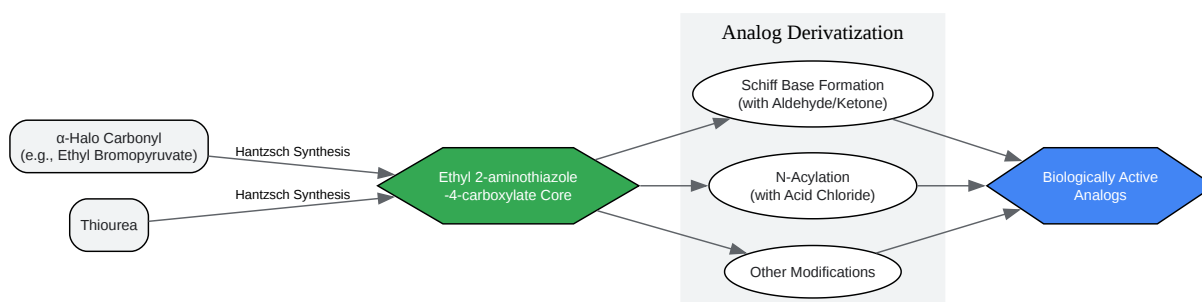 Analog Derivatization
Schiff Base Formation
(with Aldehyde/Ketone)
α-Halo Carbonyl
(e.g., Ethyl Bromopyruvate)
Hantzsch Synthesis
Ethyl 2-aminothiazole
-4-carboxylate Core
N-Acylation
(with Acid Chloride)
Biologically Active
Analogs
Hantzsch Synthesis
Thiourea
Other Modifications